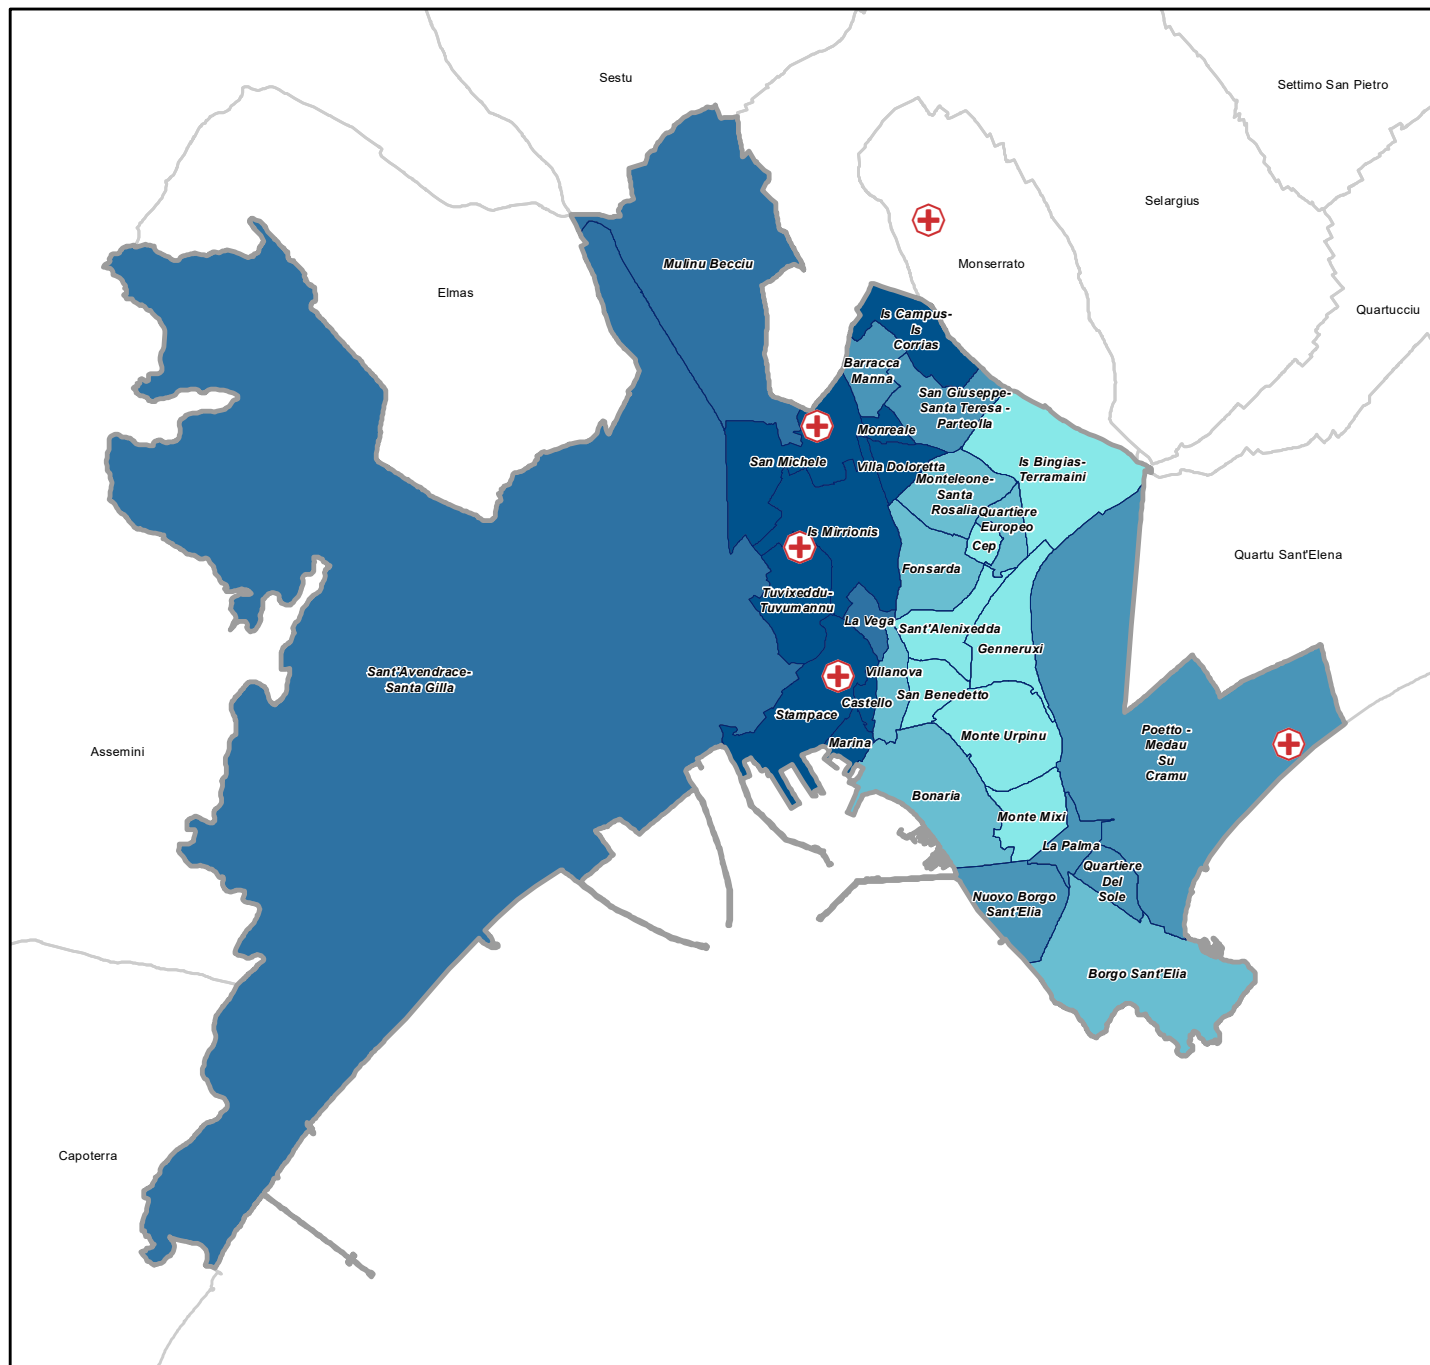 Sestu
Settimo San Pietro
Selargius
Monserrato
Mulinu Becciu
Elmas
Quartucciu
Is Campus-
Is
Corrias
Barracca
Manna
San Giuseppe-
Santa Teresa -
Parteolla
Monreale
San Michele
Villa Doloretta
Is Bingias-
Terramaini
Monteleone-
Santa
Rosalia
Quartiere
Europeo
Is Mirrionis
Cep
Quartu Sant'Elena
Fonsarda
Tuvixeddu-
Tuvumannu
La Vega
Sant'Alenixedda
Genneruxi
Sant'Avendrace-
Santa Gilla
Villanova
San Benedetto
Castello
Stampace
Marina
Monte Urpinu
Poetto -
Medau
Su
Cramu
Assemini
Bonaria
Monte Mixi
La Palma
Quartiere
Del
Sole
Nuovo Borgo
Sant'Elia
Borgo Sant'Elia
Capoterra